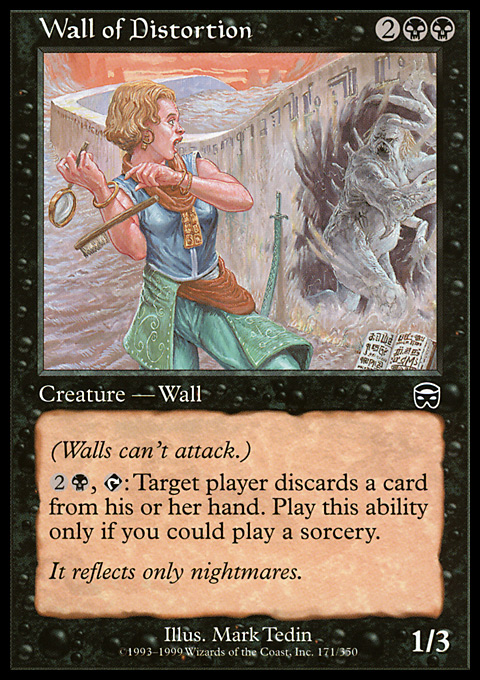 Wall of Distortion 2
Creature — Wall
(Walls can't attack.)
2 , : Target player discards a card
from his or her hand. Play this ability
only if you could play a sorcery.
It reflects only nightmares.
Illus. Mark Tedin
1/3
©1993-1999 Wizards of the Coast, Inc. 171/350